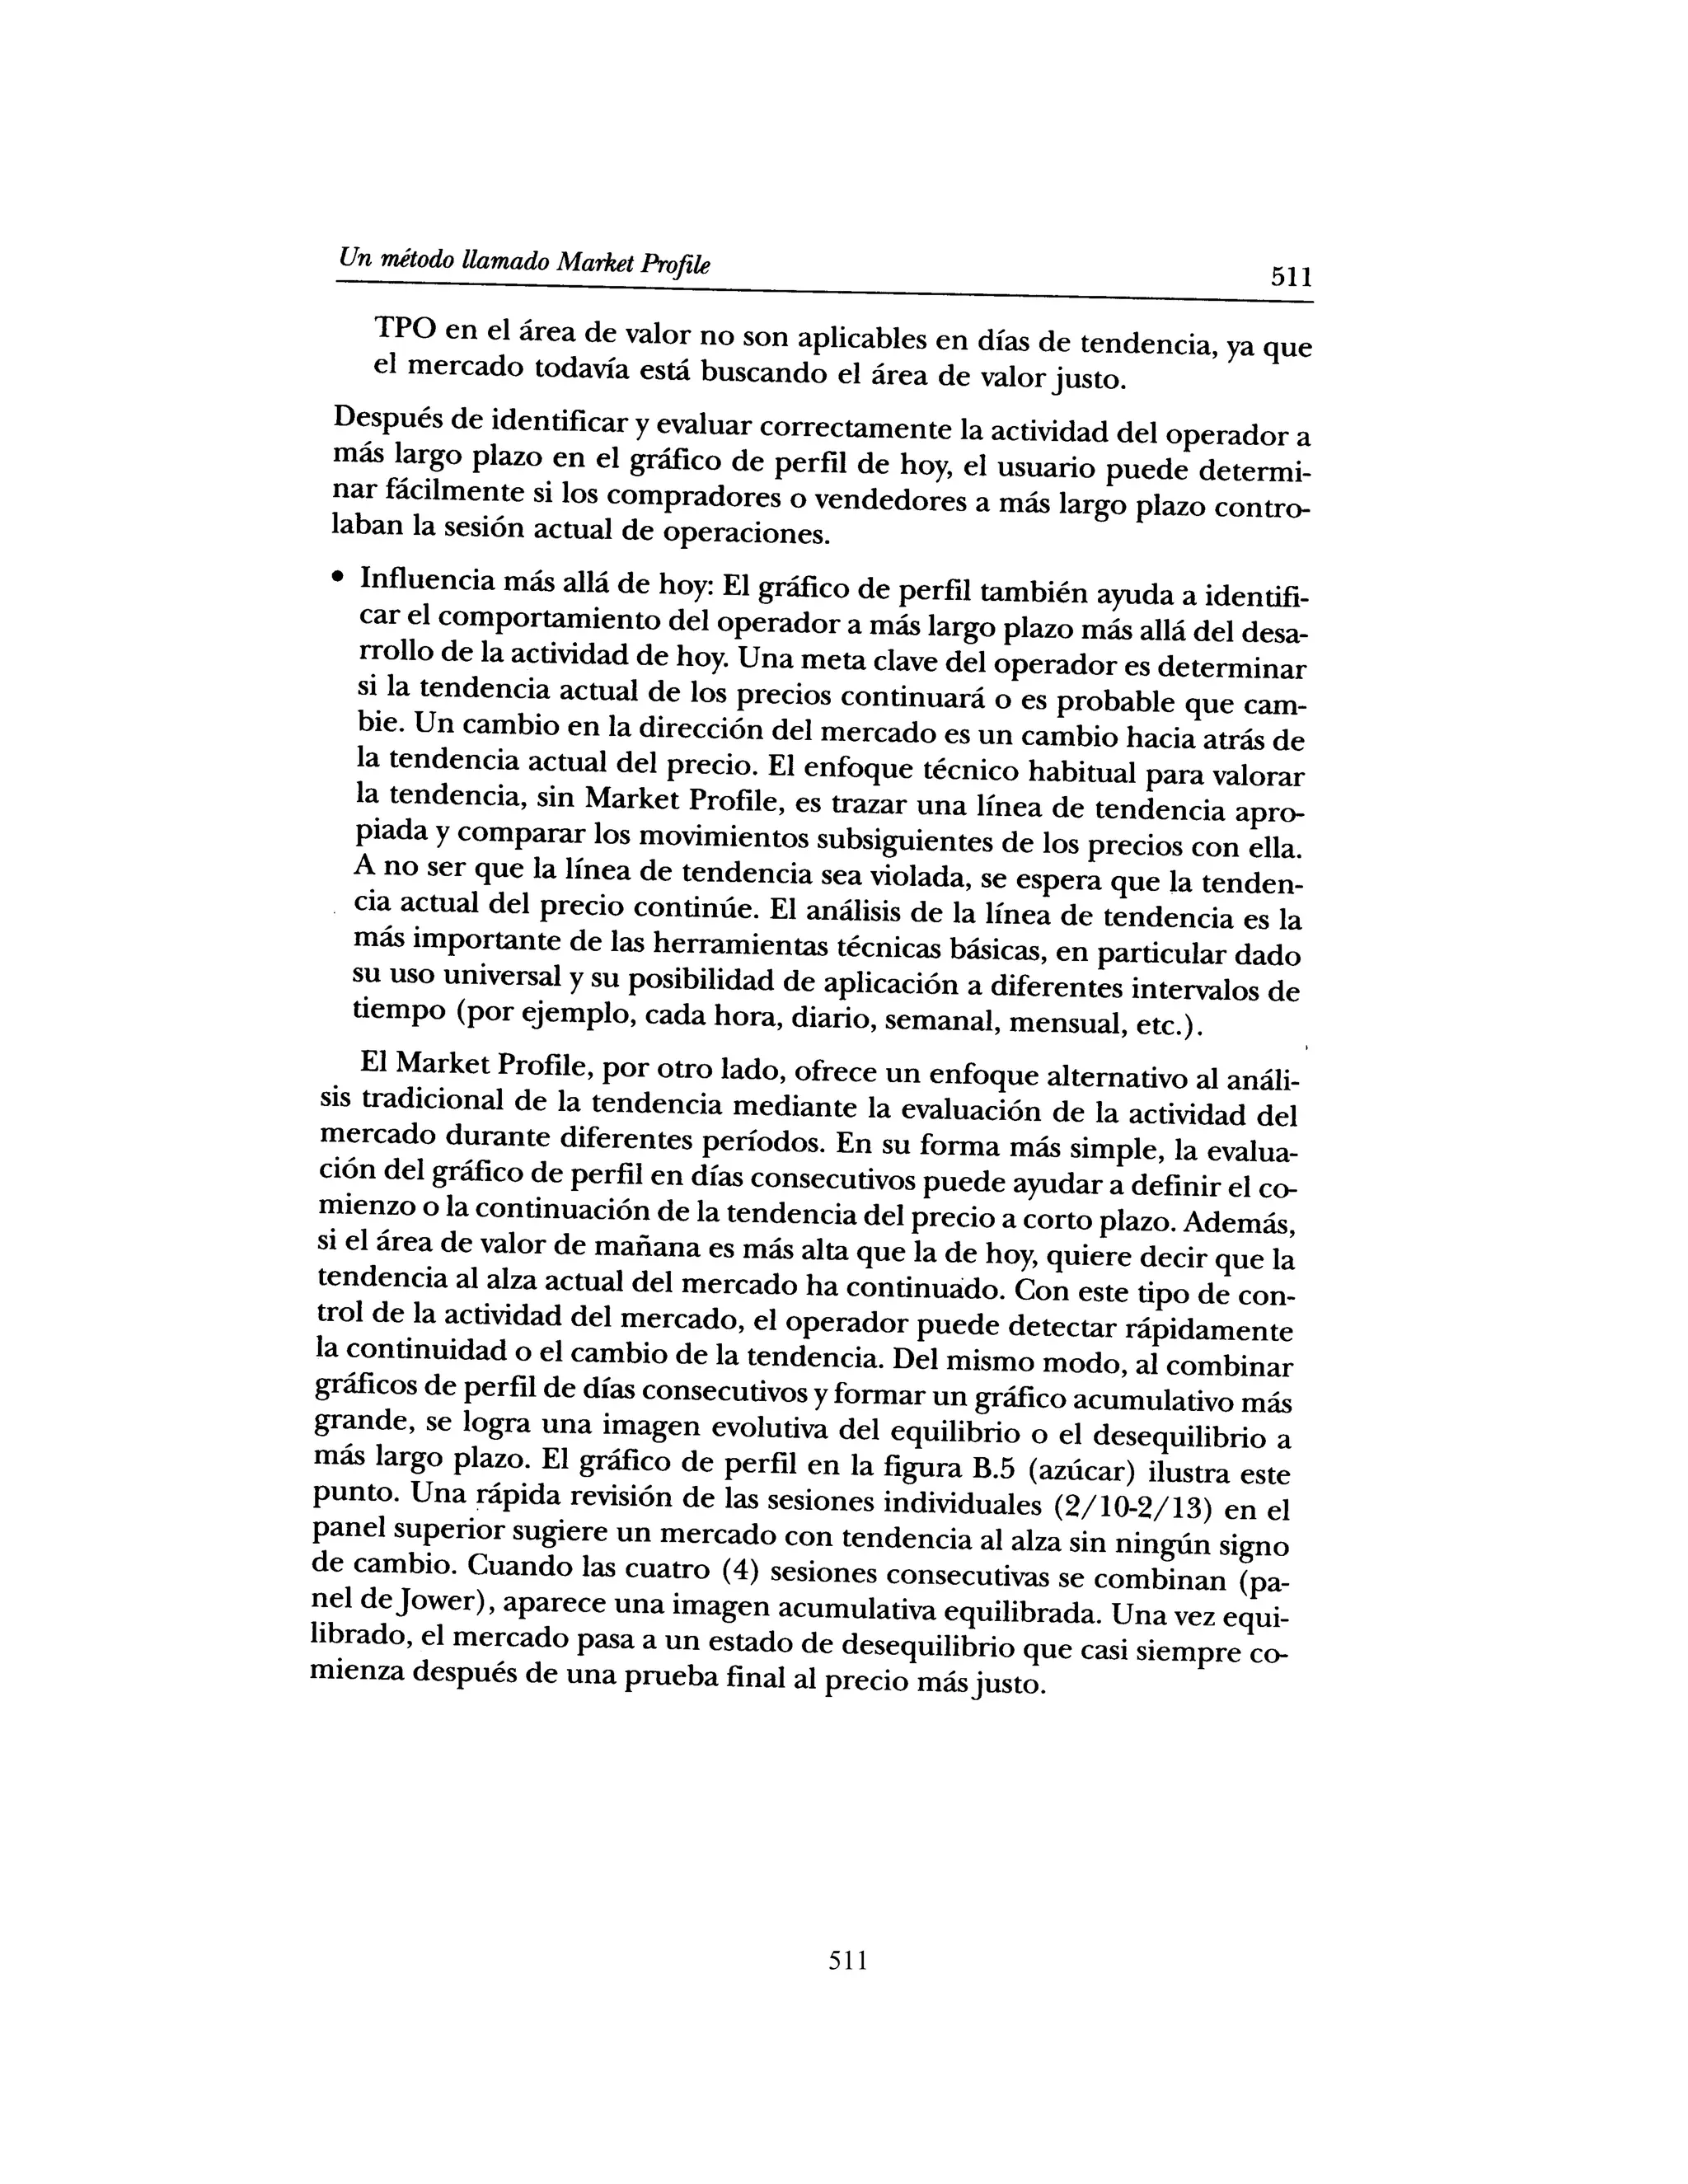 Un método llamado Market Profile
511
TPO en el área de valor no son aplicables en días de tendencia, ya que
el mercado todavía está buscando el área de valor justo.
Después de identificar y evaluar correctamente la actividad del operador a
más largo plazo en el gráfico de perfil de hoy, el usuario puede determi-
nar fácilmente si los compradores o vendedores a más largo plazo contro-
laban la sesión actual de operaciones.
• Influencia más allá de hoy: El gráfico de perfil también ayuda a identifi-
car el comportamiento del operador a más largo plazo más allá del desa-
rrollo de la actividad de hoy. Una meta clave del operador es determinar
si la tendencia actual de los precios continuará o es probable que cam-
bie. Un cambio en la dirección del mercado es un cambio hacia atrás de
la tendencia actual del precio. El enfoque técnico habitual para valorar
la tendencia, sin Market Profile, es trazar una línea de tendencia apro-
piada y comparar los movimientos subsiguientes de los precios con ella.
A no ser que la línea de tendencia sea violada, se espera que la tenden-
cia actual del precio continúe. El análisis de la línea de tendencia es la
más importante de las herramientas técnicas básicas, en particular dado
su uso universal y su posibilidad de aplicación a diferentes intervalos de
tiempo (por ejemplo, cada hora, diario, semanal, mensual, etc.).
El Market Profile, por otro lado, ofrece un enfoque alternativo al análi-
sis tradicional de la tendencia mediante la evaluación de la actividad del
mercado durante diferentes períodos. En su forma más simple, la evalua-
ción del gráfico de perfil en días consecutivos puede ayudar a definir el co-
mienzo o la continuación de la tendencia del precio a corto plazo. Además,
si el área de valor de mañana es más alta que la de hoy, quiere decir que la
tendencia al alza actual del mercado ha continuado. Con este tipo de con-
trol de la actividad del mercado, el operador puede detectar rápidamente
la continuidad o el cambio de la tendencia. Del mismo modo, al combinar
gráficos de perfil de días consecutivos y formar un gráfico acumulativo más
grande, se logra una imagen evolutiva del equilibrio o el desequilibrio a
más largo plazo. El gráfico de perfil en la figura B.5 (azúcar) ilustra este
punto. Una rápida revisión de las sesiones individuales (2/10-2/13) en el
panel superior sugiere un mercado con tendencia al alza sin ningún signo
de cambio. Cuando las cuatro (4) sesiones consecutivas se combinan (pa-
nel de Jower), aparece una imagen acumulativa equilibrada. Una vez equi-
librado, el mercado pasa a un estado de desequilibrio que casi siempre co-
mienza después de una prueba final al precio más justo.
511